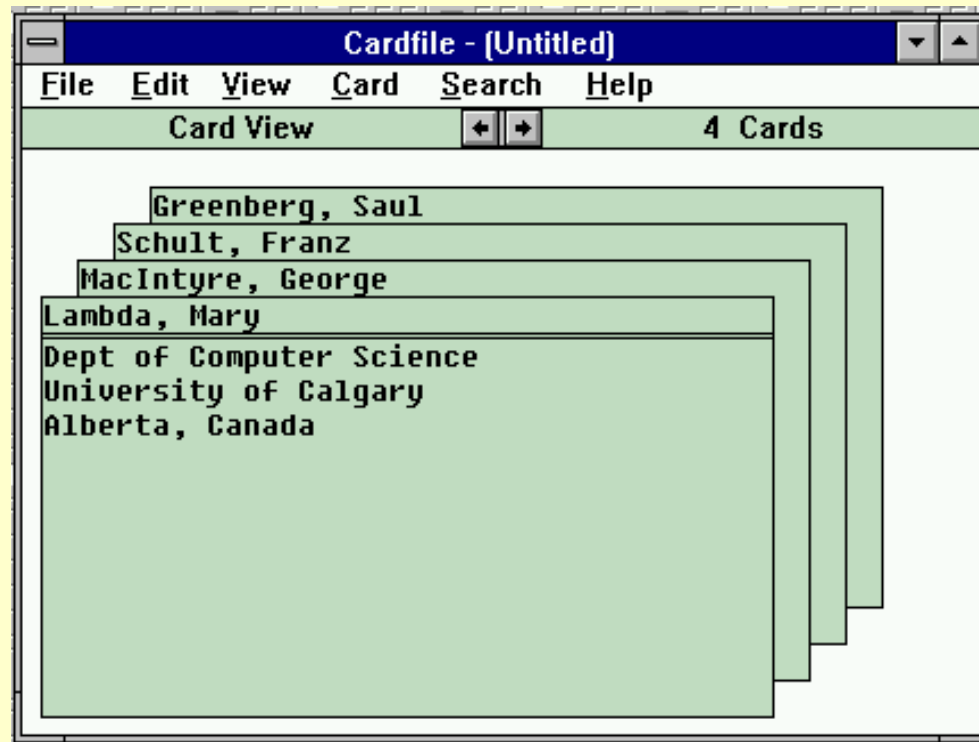 Cardfile - (Untitled)
File Edit View Card Search Help
Card View 4 Cards
Greenberg, Saul
Schult, Franz
MacIntyre, George
Lambda, Mary
Dept of Computer Science
University of Calgary
Alberta, Canada